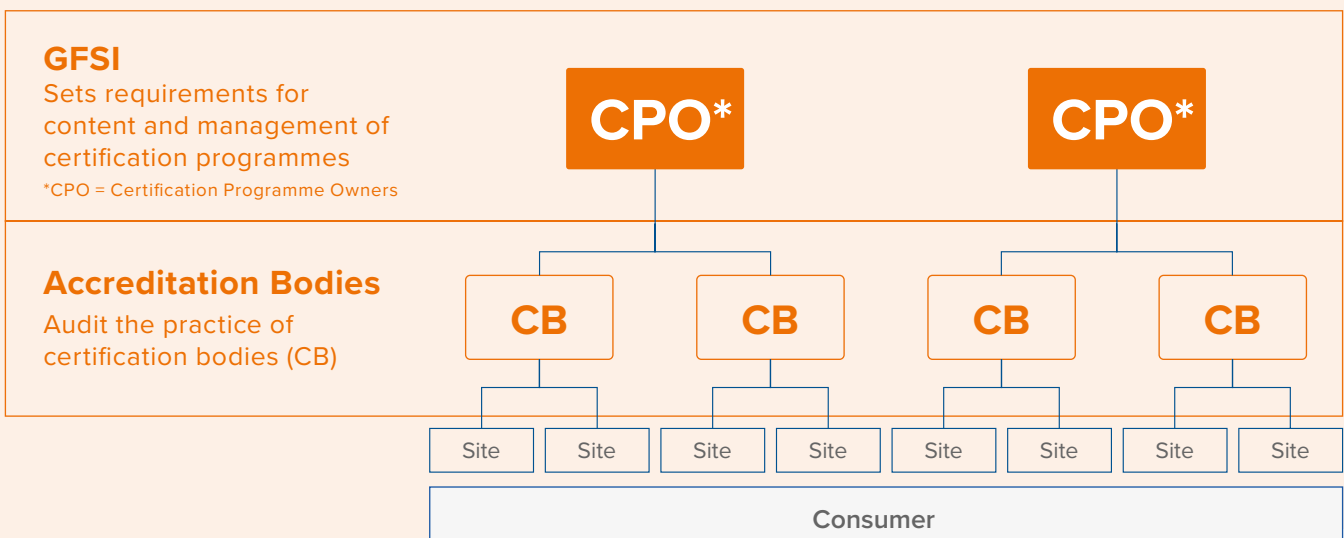 GFSI
Sets requirements for
content and management of
certification programmes
*CPO = Certification Programme Owners
CPO*
CPO*
Accreditation Bodies
Audit the practice of
certification bodies (CB)
CB
CB
CB
CB
Site
Site
Site
Site
Site
Site
Site
Site
Consumer